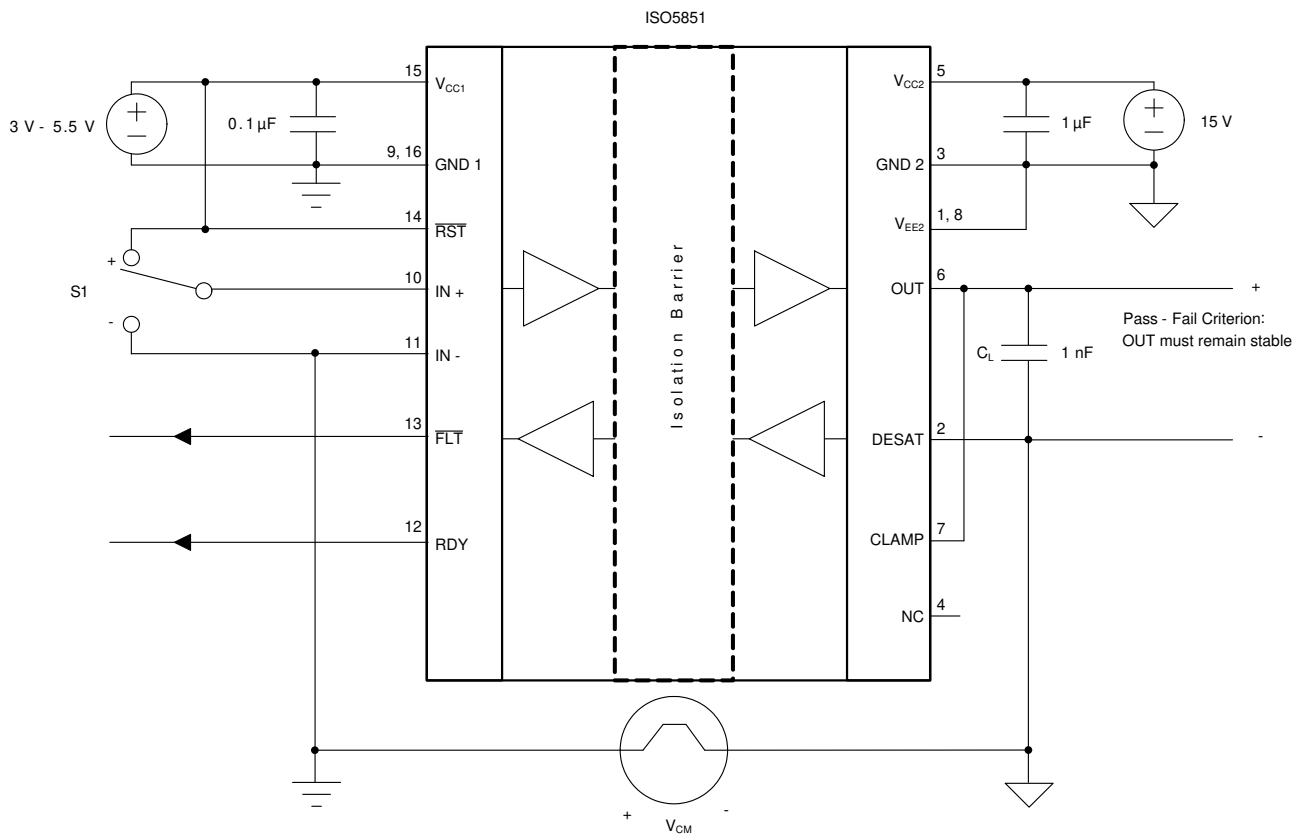 ISO5851
15
VCC1
3 V - 5.5 V
+
—
0.1 µF
9, 16
GND 1
14
RST
+
S1
-
10
IN +
11
IN -
13
FLT
12
RDY
Isolation Barrier
VCC2
5
1 µF
+
—
15 V
GND 2
3
VEE2
1, 8
OUT
6
+
Pass - Fail Criterion:
OUT must remain stable
CL
1 nF
DESAT
2
-
CLAMP
7
NC
4
+
-
VCM